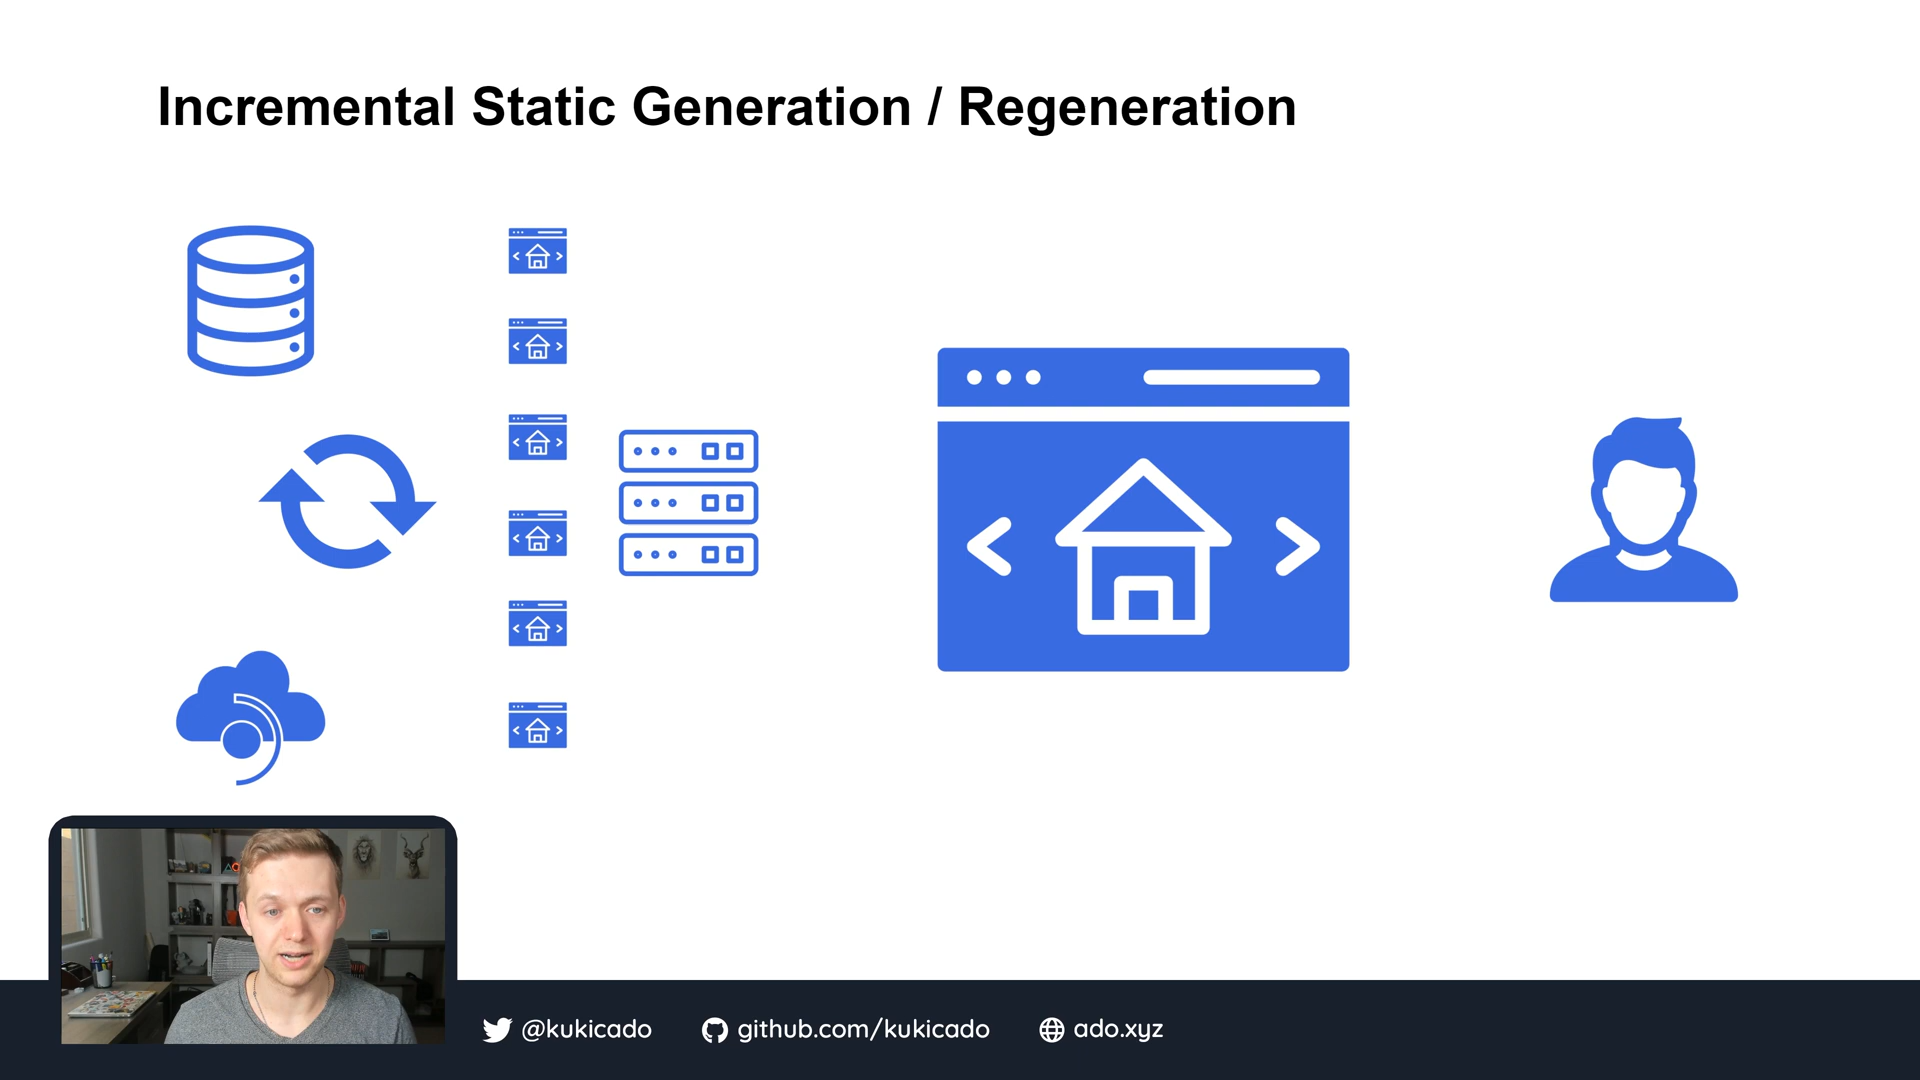 Incremental Static Generation / Regeneration
@kukicado
github.com/kukicado
ado.xyz